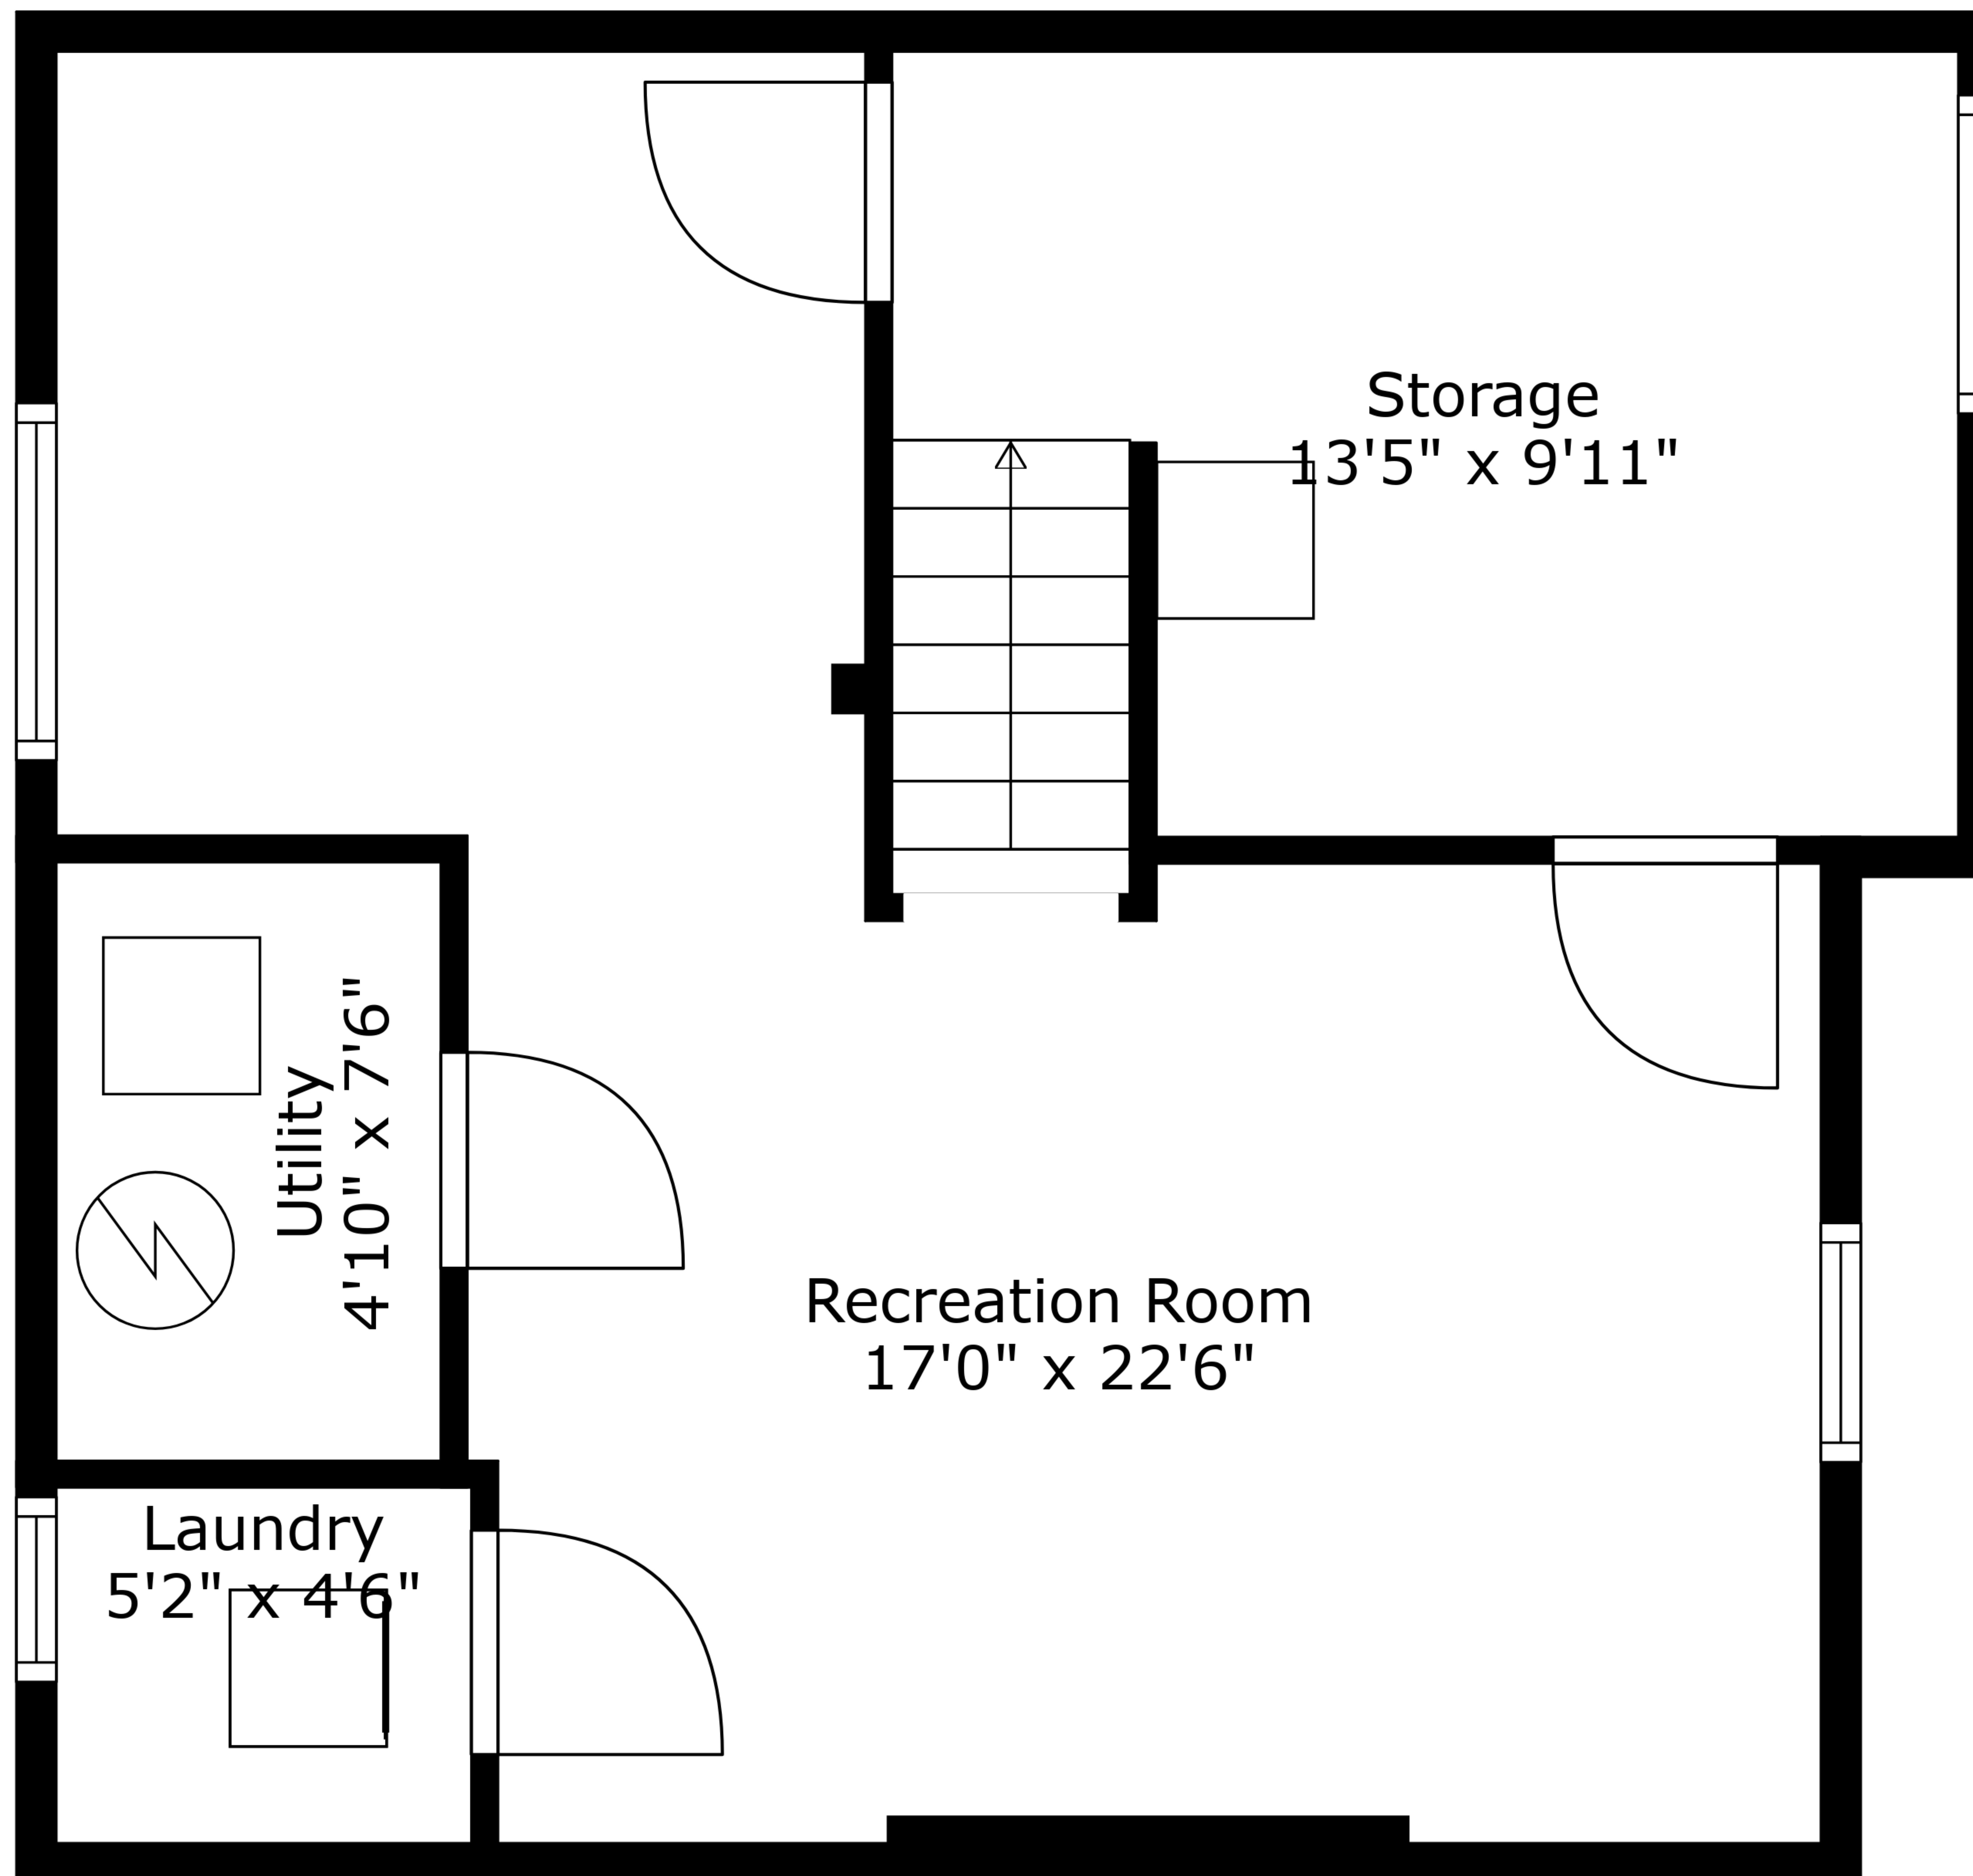 Storage
13'5" x 9'11"
Utility
4'10" x 7'6"
Recreation Room
17'0" x 22'6"
Laundry
5'2" x 4'6"